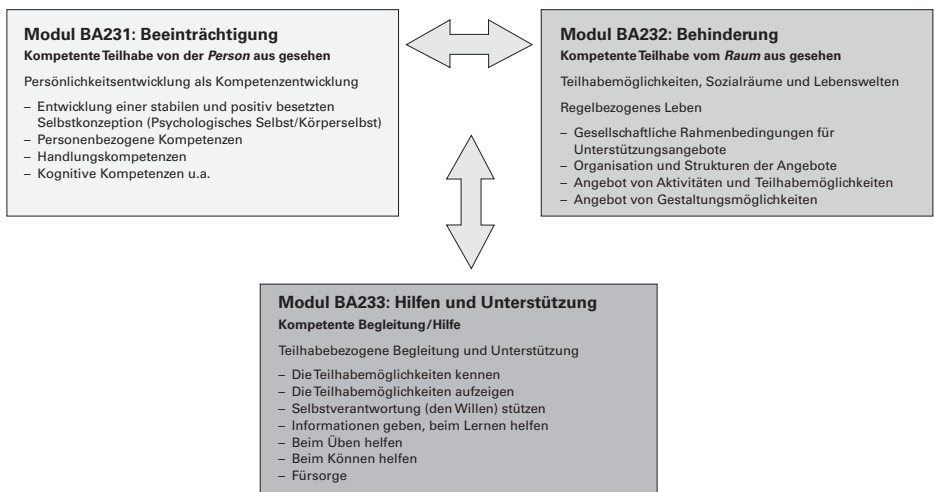 Modul BA231: Beeinträchtigung
Kompetente Teilhabe von der Person aus gesehen
Persönlichkeitsentwicklung als Kompetenzentwicklung
– Entwicklung einer stabilen und positiv besetzten
Selbstkonzeption (Psychologisches Selbst/Körperselbst)
– Personenbezogene Kompetenzen
– Handlungskompetenzen
– Kognitive Kompetenzen u.a.
Modul BA232: Behinderung
Kompetente Teilhabe vom Raum aus gesehen
Teilhabemöglichkeiten, Sozialräume und Lebenswelten
Regelbezogenes Leben
– Gesellschaftliche Rahmenbedingungen für
Unterstützungsangebote
– Organisation und Strukturen der Angebote
– Angebot von Aktivitäten und Teilhabemöglichkeiten
– Angebot von Gestaltungsmöglichkeiten
Modul BA233: Hilfen und Unterstützung
Kompetente Begleitung/Hilfe
Teilhabebezogene Begleitung und Unterstützung
– Die Teilhabemöglichkeiten kennen
– Die Teilhabemöglichkeiten aufzeigen
– Selbstverantwortung (den Willen) stützen
– Informationen geben, beim Lernen helfen
– Beim Üben helfen
– Beim Können helfen
– Fürsorge